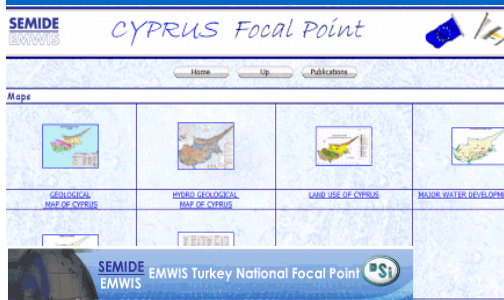 SEMIDE
EMWIS
CYPRUS Focal Point
Home Up Publications
Maps
GEOLOGICAL
MAP OF CYPRUS
HYDRO GEOLOGICAL
MAP OF CYPRUS
LAND USE OF CYPRUS
MAJOR WATER DEVELOPM
SEMIDE
EMWIS
EMWIS Turkey National Focal Point
DSi